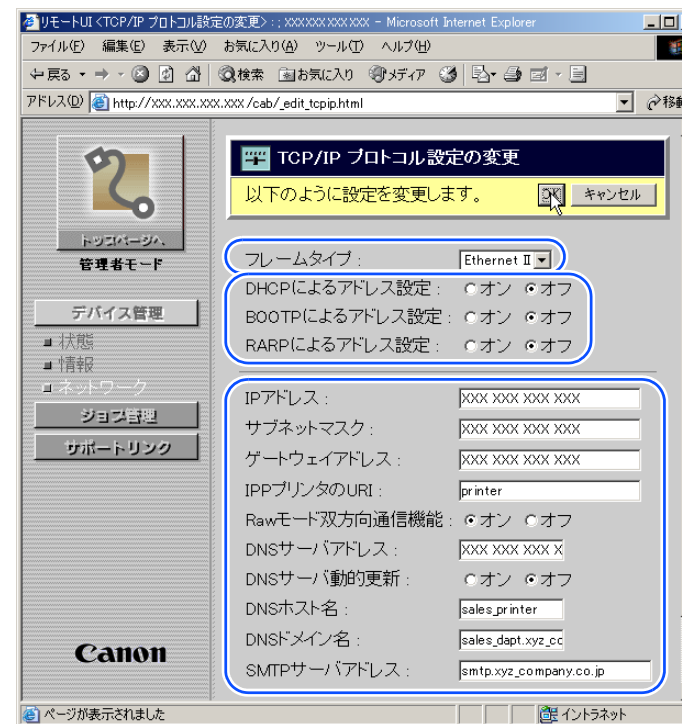 リモートUI <TCP/IP プロトコル設定の変更> : ; XXXXXX XXX XXX - Microsoft Internet Explorer
ファイル(F) 編集(E) 表示(V) お気に入り(A) ツール(T) ヘルプ(H)
戻る 検索 お気に入り メディア
アドレス(D) http://xxx.xxx.xxx.xxx /cab/_edit_tcpip.html 移動
TCP/IP プロトコル設定の変更
以下のように設定を変更します。 OK キャンセル
トップページへ
管理者モード
デバイス管理
状態
情報
ネットワーク
ジョブ管理
サポートリンク
Canon
フレームタイプ : Ethernet II
DHCPによるアドレス設定 : オン オフ
BOOTPによるアドレス設定 : オン オフ
RARPによるアドレス設定 : オン オフ
IPアドレス : XXX XXX XXX XXX
サブネットマスク : XXX XXX XXX XXX
ゲートウェイアドレス : XXX XXX XXX XXX
IPPプリンタのURI : printer
Rawモード双方向通信機能 : オン オフ
DNSサーバアドレス : XXX XXX XXX X
DNSサーバ動的更新 : オン オフ
DNSホスト名 : sales_printer
DNSドメイン名 : sales_dapt.xyz_cc
SMTPサーバアドレス : smtp.xyz_company.co.jp
ページが表示されました イントラネット